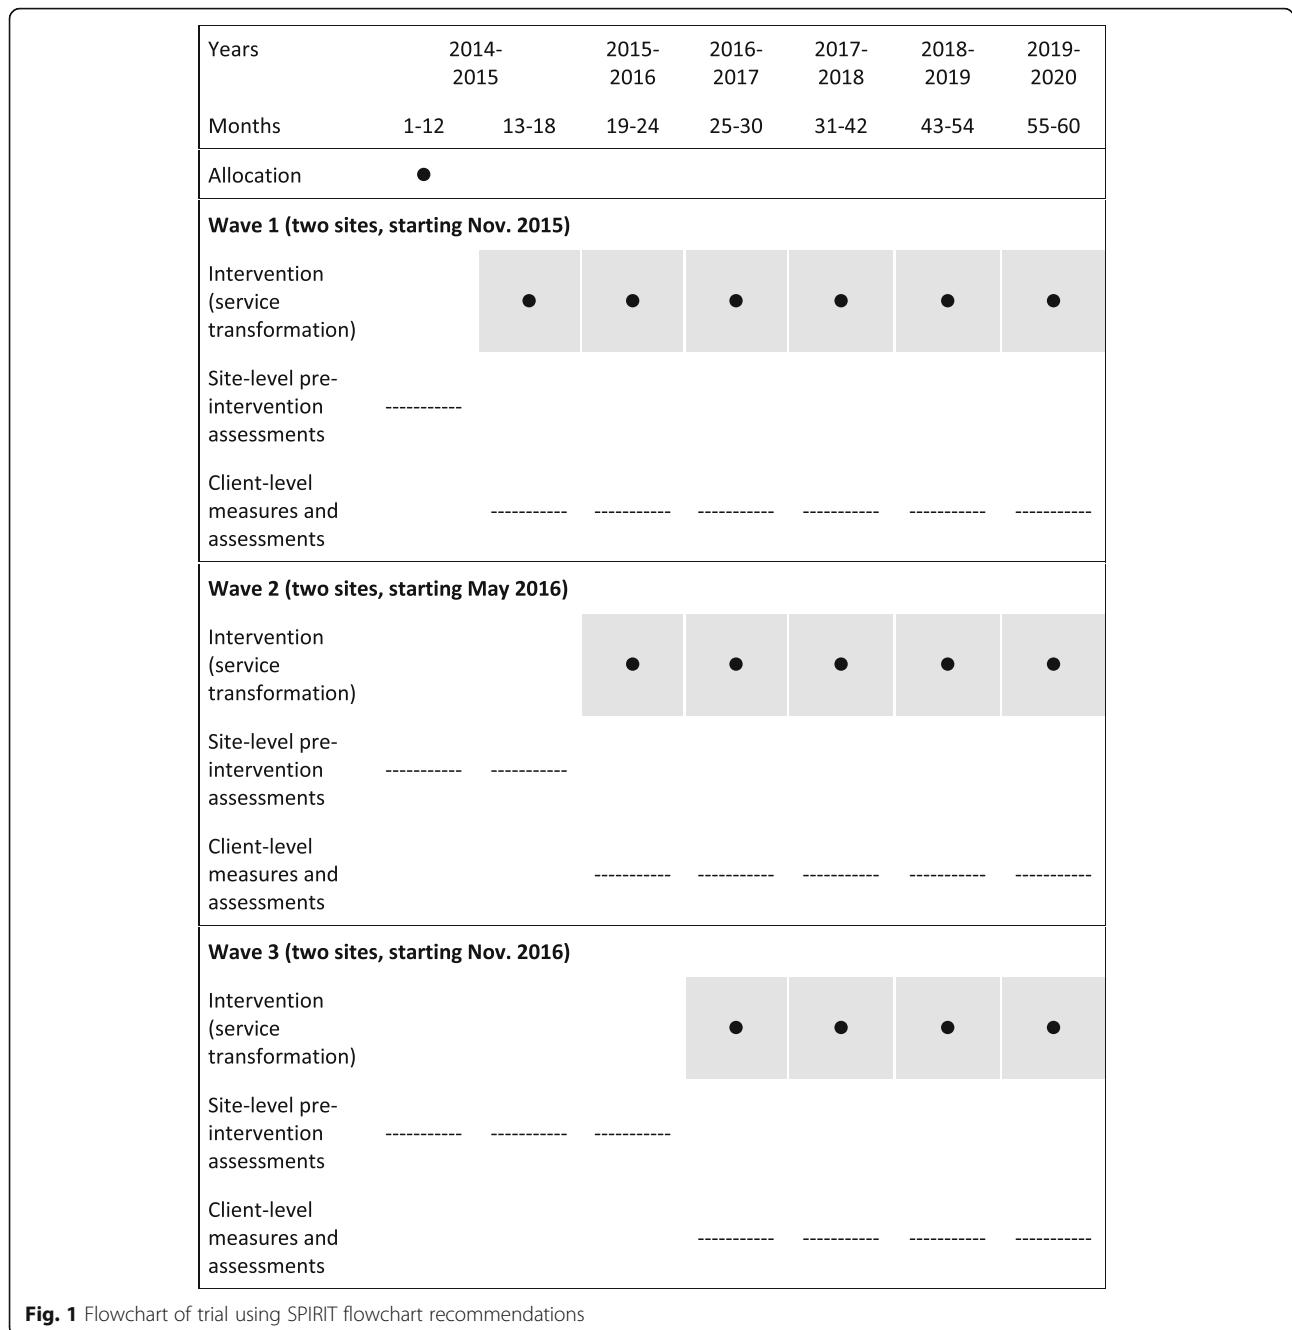 Years 2014- 2015- 2016- 2017- 2018- 2019-
2015 2016 2017 2018 2019 2020
Months 1-12 13-18 19-24 25-30 31-42 43-54 55-60
Allocation ●
Wave 1 (two sites, starting Nov. 2015)
Intervention
(service ● ● ● ● ● ●
transformation)
Site-level pre-
intervention -----------
assessments
Client-level
measures and ----------- ----------- ----------- ----------- ----------- -----------
assessments
Wave 2 (two sites, starting May 2016)
Intervention
(service ● ● ● ● ●
transformation)
Site-level pre-
intervention ----------- -----------
assessments
Client-level
measures and ----------- ----------- ----------- ----------- -----------
assessments
Wave 3 (two sites, starting Nov. 2016)
Intervention
(service ● ● ● ●
transformation)
Site-level pre-
intervention ----------- ----------- -----------
assessments
Client-level
measures and ----------- ----------- ----------- -----------
assessments
Fig. 1 Flowchart of trial using SPIRIT flowchart recommendations